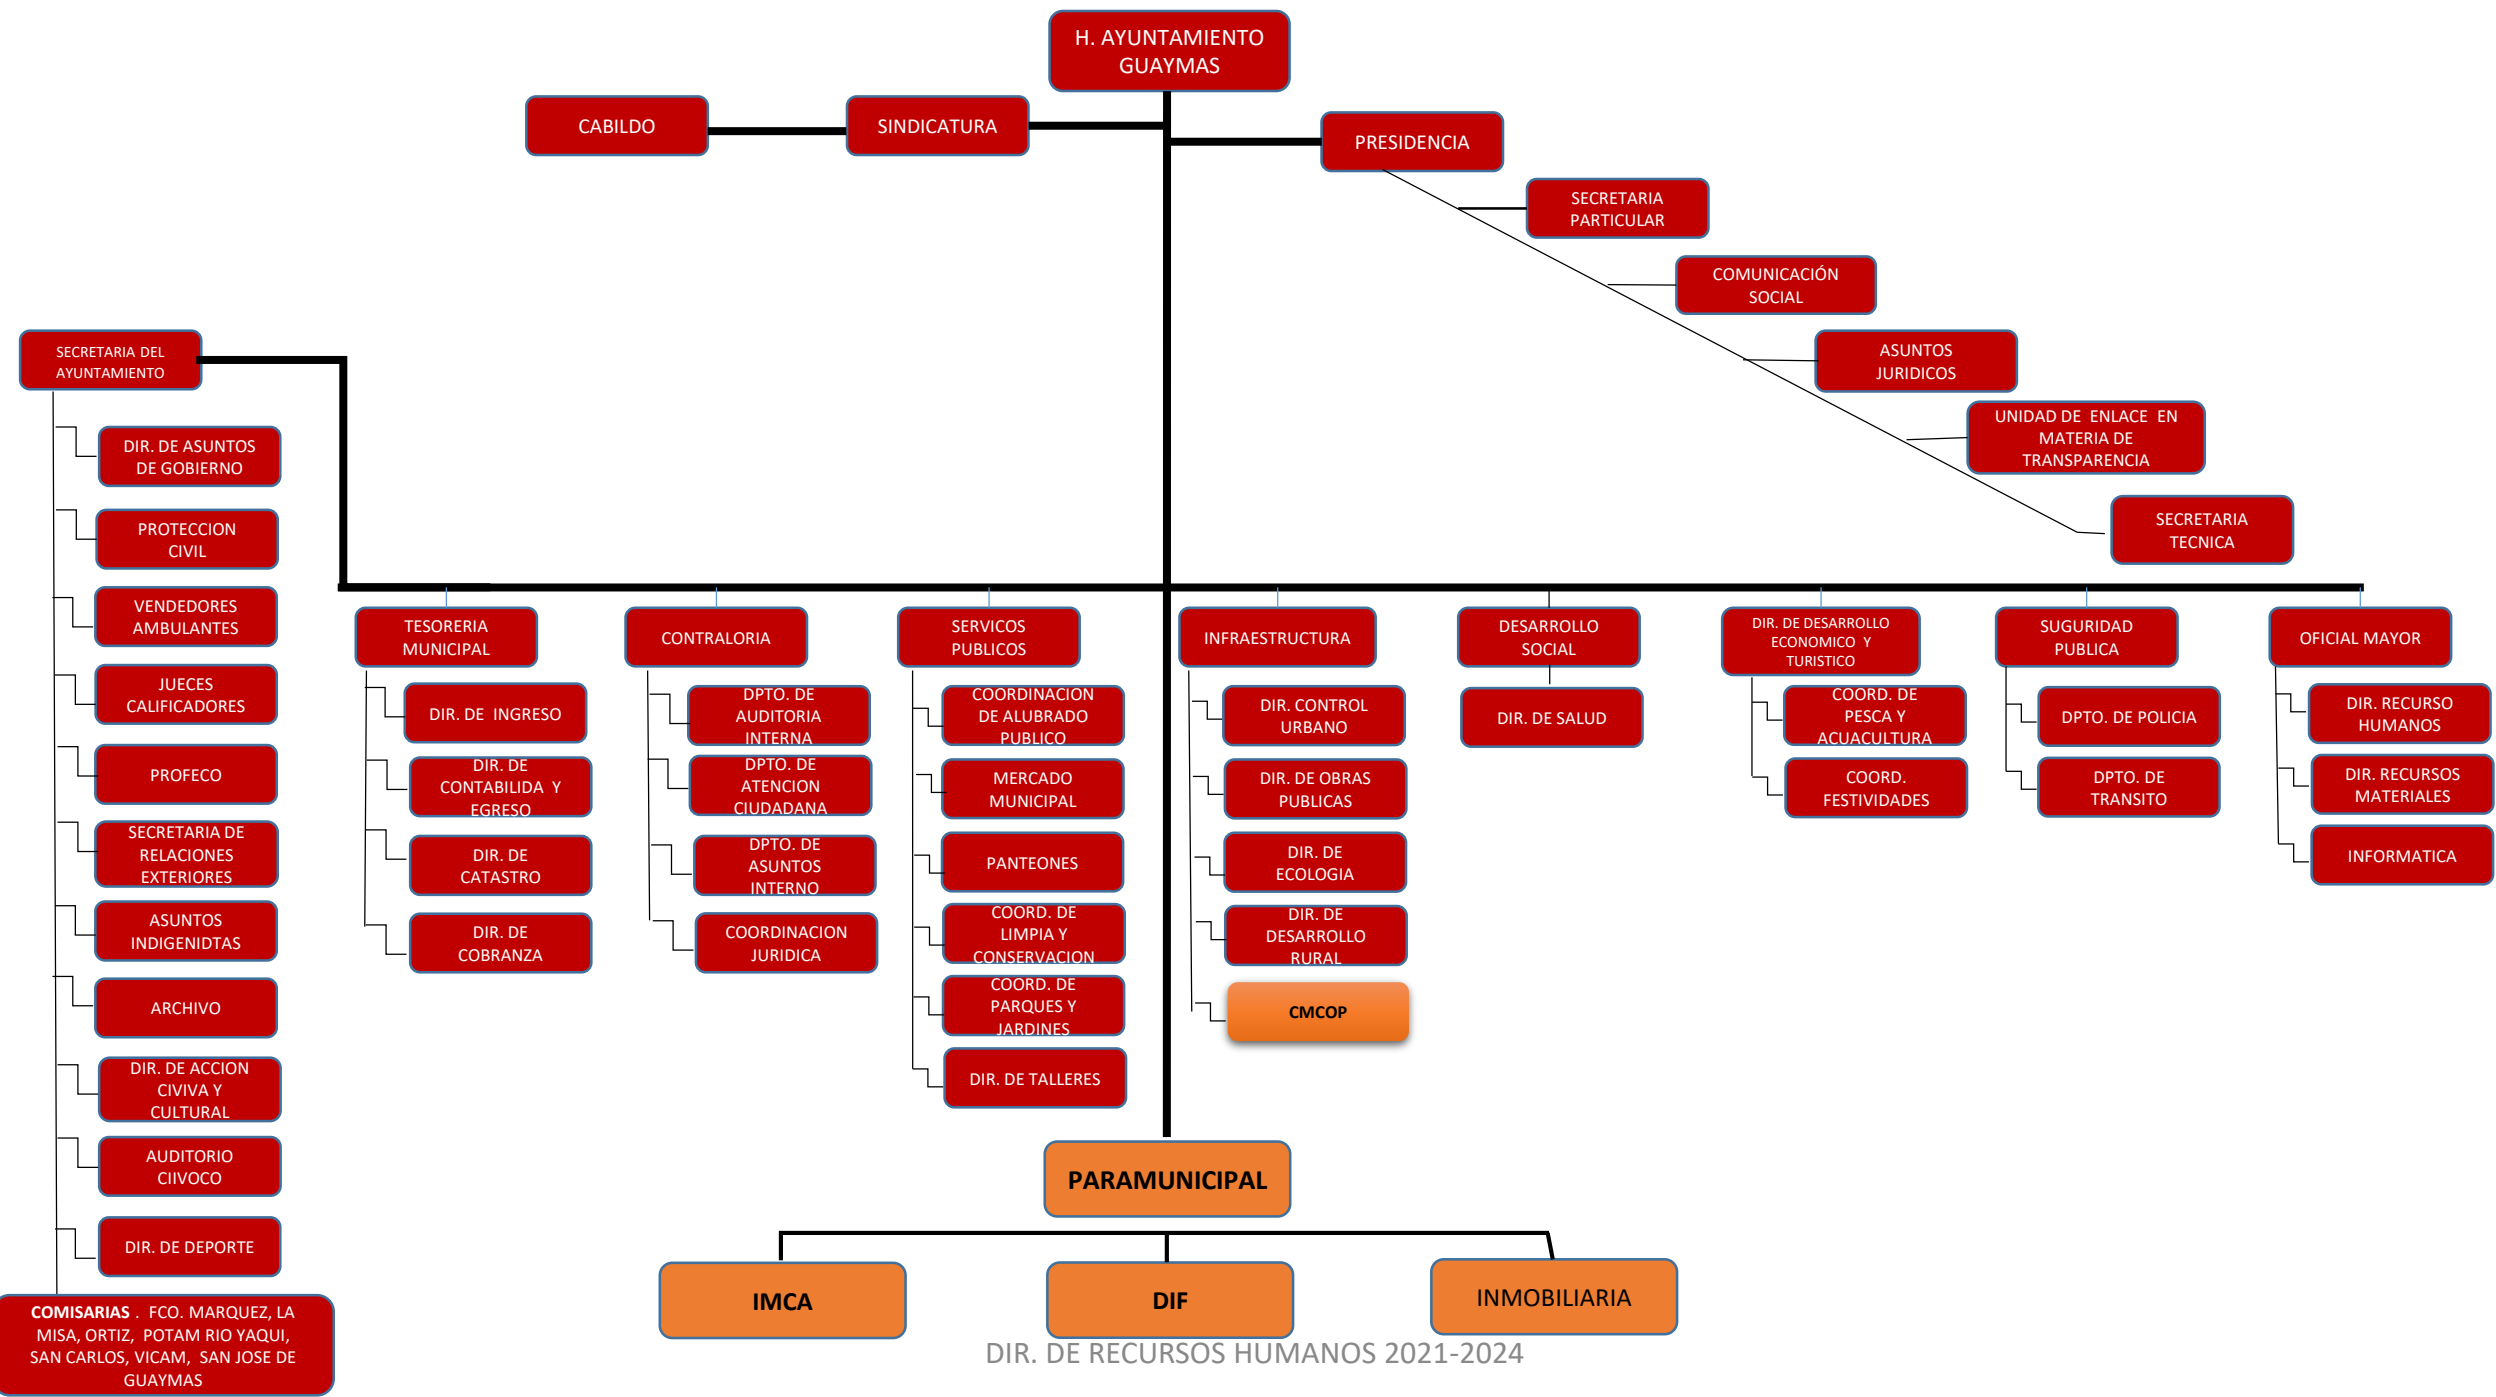 H. AYUNTAMIENTO
GUAYMAS
CABILDO
SINDICATURA
PRESIDENCIA
SECRETARIA
PARTICULAR
COMUNICACIÓN
SOCIAL
ASUNTOS
JURIDICOS
UNIDAD DE ENLACE EN
MATERIA DE
TRANSPARENCIA
SECRETARIA
TECNICA
SECRETARIA DEL
AYUNTAMIENTO
DIR. DE ASUNTOS
DE GOBIERNO
PROTECCION
CIVIL
VENDEDORES
AMBULANTES
JUECES
CALIFICADORES
PROFECO
SECRETARIA DE
RELACIONES
EXTERIORES
ASUNTOS
INDIGENIDTAS
ARCHIVO
DIR. DE ACCION
CIVIVA Y
CULTURAL
AUDITORIO
CIIVOCO
DIR. DE DEPORTE
COMISARIAS . FCO. MARQUEZ, LA
MISA, ORTIZ, POTAM RIO YAQUI,
SAN CARLOS, VICAM, SAN JOSE DE
GUAYMAS
TESORERIA
MUNICIPAL
DIR. DE INGRESO
DIR. DE
CONTABILIDA Y
EGRESO
DIR. DE
CATASTRO
DIR. DE
COBRANZA
CONTRALORIA
DPTO. DE
AUDITORIA
INTERNA
DPTO. DE
ATENCION
CIUDADANA
DPTO. DE
ASUNTOS
INTERNO
COORDINACION
JURIDICA
SERVICOS
PUBLICOS
COORDINACION
DE ALUBRADO
PUBLICO
MERCADO
MUNICIPAL
PANTEONES
COORD. DE
LIMPIA Y
CONSERVACION
COORD. DE
PARQUES Y
JARDINES
DIR. DE TALLERES
INFRAESTRUCTURA
DIR. CONTROL
URBANO
DIR. DE OBRAS
PUBLICAS
DIR. DE
ECOLOGIA
DIR. DE
DESARROLLO
RURAL
CMCOP
DESARROLLO
SOCIAL
DIR. DE SALUD
DIR. DE DESARROLLO
ECONOMICO Y
TURISTICO
COORD. DE
PESCA Y
ACUACULTURA
COORD.
FESTIVIDADES
SUGURIDAD
PUBLICA
DPTO. DE POLICIA
DPTO. DE
TRANSITO
OFICIAL MAYOR
DIR. RECURSO
HUMANOS
DIR. RECURSOS
MATERIALES
INFORMATICA
PARAMUNICIPAL
IMCA
DIF
INMOBILIARIA
DIR. DE RECURSOS HUMANOS 2021-2024